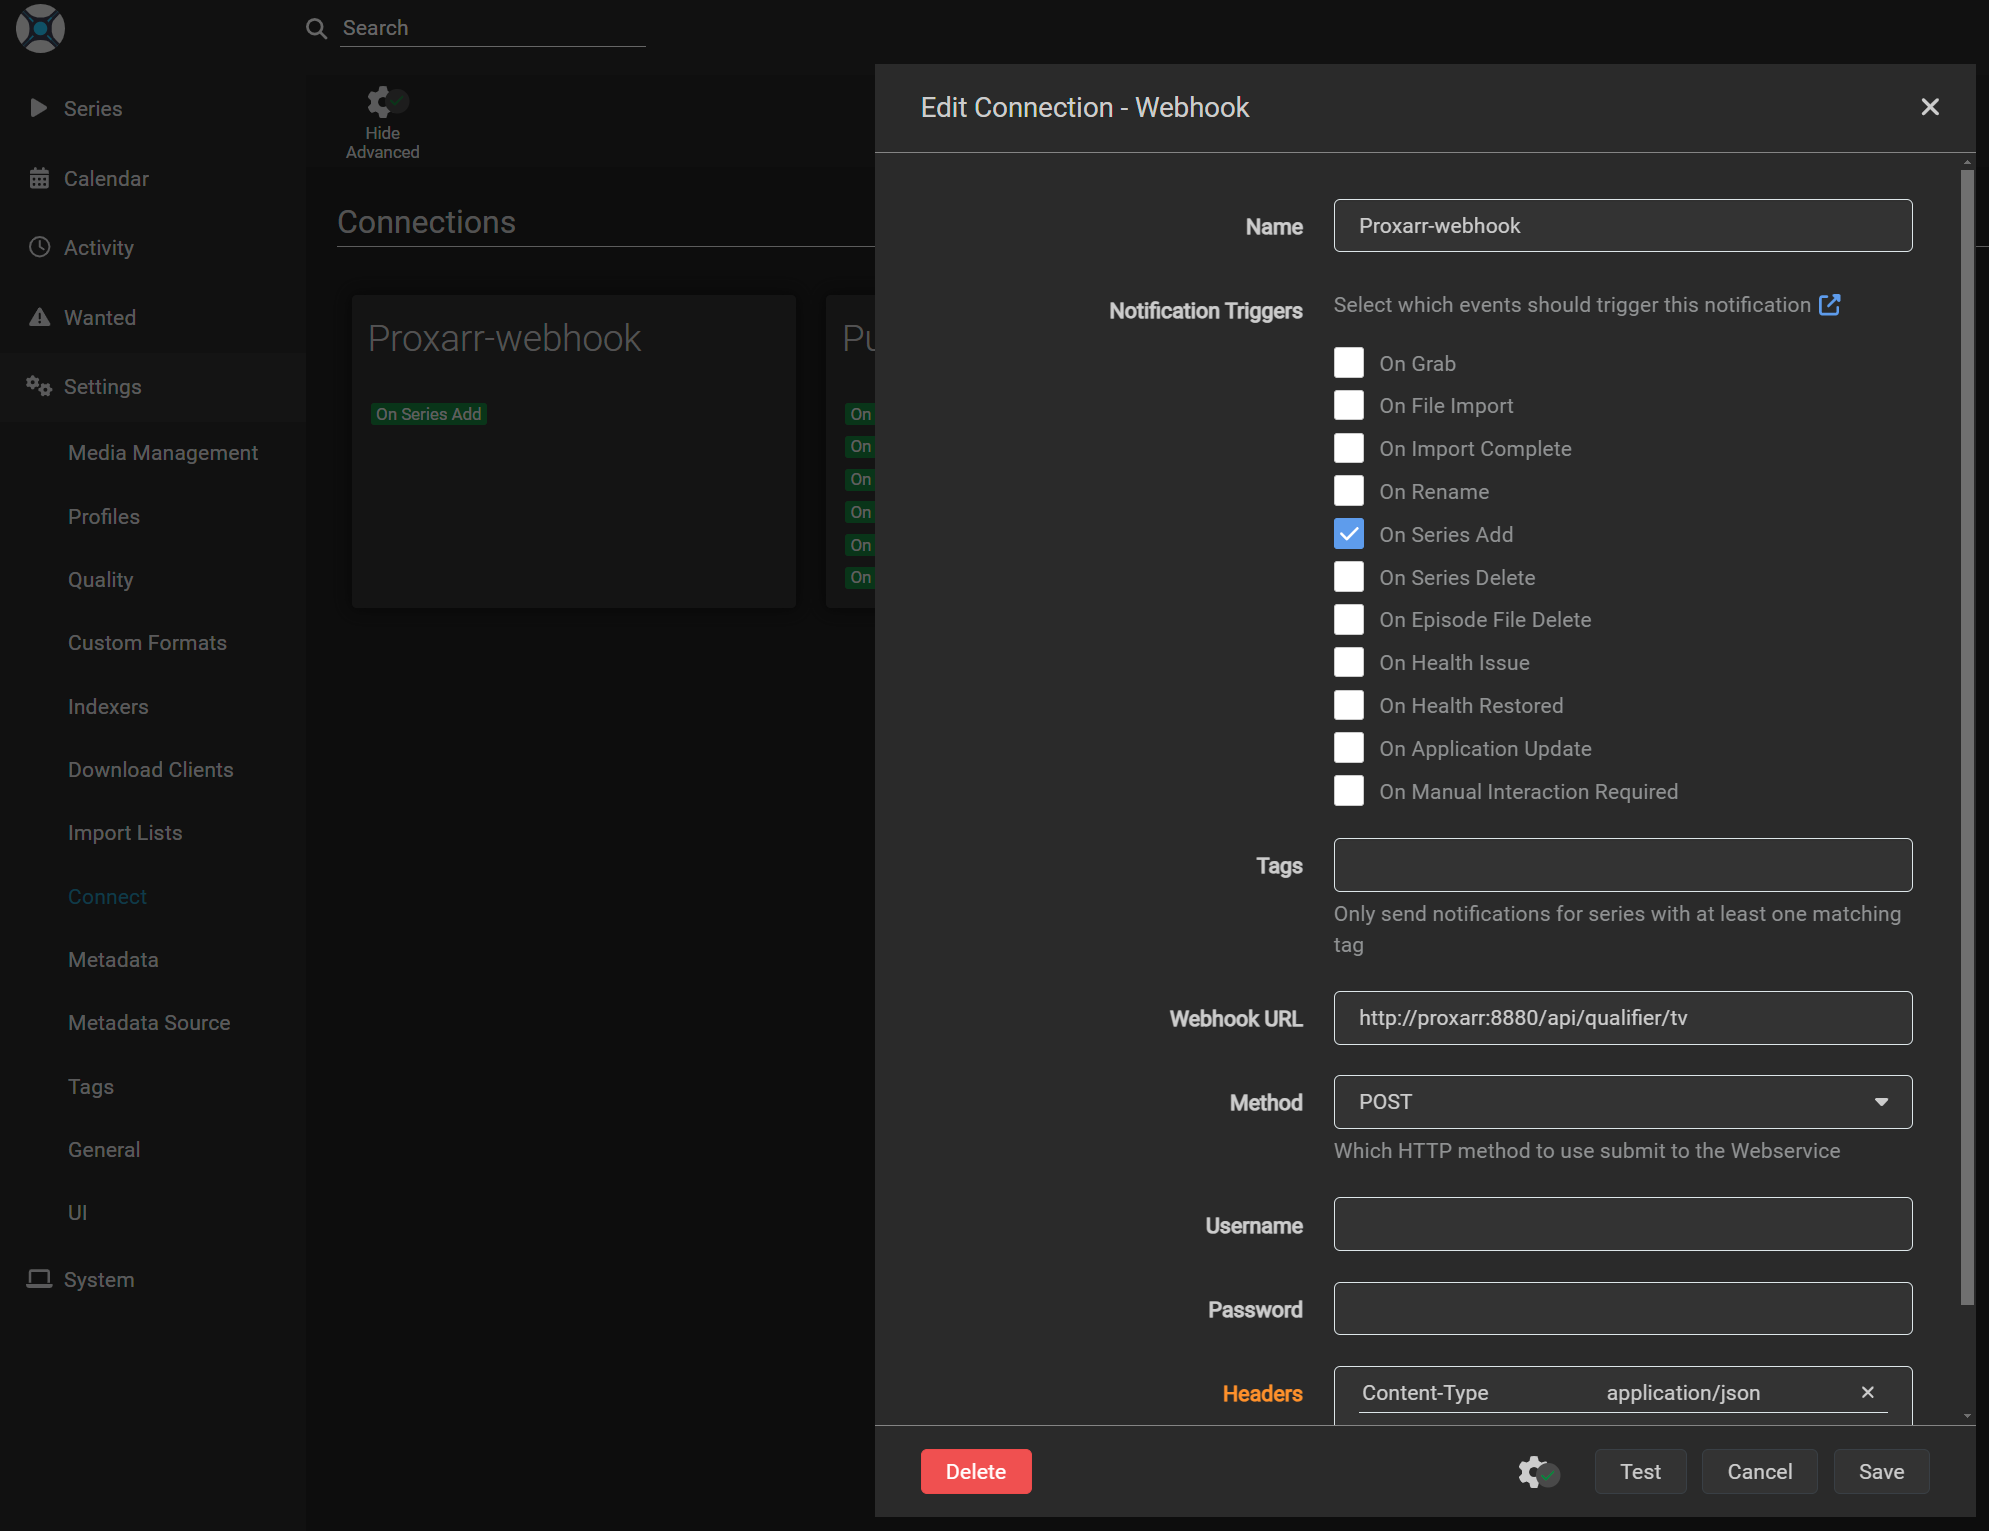 Search
Series
Calendar
Activity
Wanted
Settings
Media Management
Profiles
Quality
Custom Formats
Indexers
Download Clients
Import Lists
Connect
Metadata
Metadata Source
Tags
General
UI
System
Hide
Advanced
Connections
Proxarr-webhook
On Series Add
Pu
On
On
On
On
On
On
Edit Connection - Webhook
Name
Proxarr-webhook
Notification Triggers
Select which events should trigger this notification
On Grab
On File Import
On Import Complete
On Rename
On Series Add
On Series Delete
On Episode File Delete
On Health Issue
On Health Restored
On Application Update
On Manual Interaction Required
Tags
Only send notifications for series with at least one matching
tag
Webhook URL
http://proxarr:8880/api/qualifier/tv
Method
POST
Which HTTP method to use submit to the Webservice
Username
Password
Headers
Content-Type application/json
Delete
Test
Cancel
Save